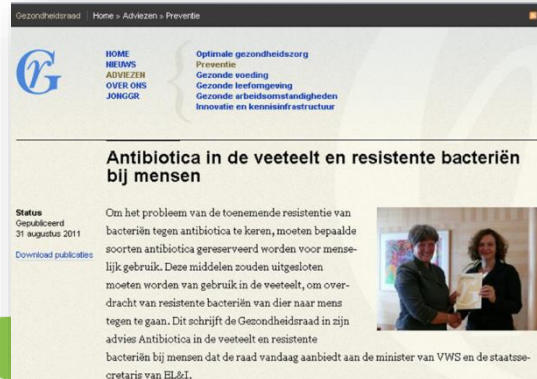 Gezondheidsraad | Home » Adviezen » Preventie
GR
HOME
NIEUWS
ADVIEZEN
OVER ONS
JONGGR
Optimale gezondheidszorg
Preventie
Gezonde voeding
Gezonde leefomgeving
Gezonde arbeidsomstandigheden
Innovatie en kennisinfrastructuur
Antibiotica in de veeteelt en resistente bacteriën
bij mensen
Status
Gepubliceerd
31 augustus 2011
Download publicaties
Om het probleem van de toenemende resistentie van
bacteriën tegen antibiotica te keren, moeten bepaalde
soorten antibiotica gereserveerd worden voor mense-
lijk gebruik. Deze middelen zouden uitgesloten
moeten worden van gebruik in de veeteelt, om over-
dracht van resistente bacteriën van dier naar mens
tegen te gaan. Dit schrijft de Gezondheidsraad in zijn
advies Antibiotica in de veeteelt en resistente
bacteriën bij mensen dat de raad vandaag aanbiedt aan de minister van VWS en de staatsse-
cretaris van EL&I.